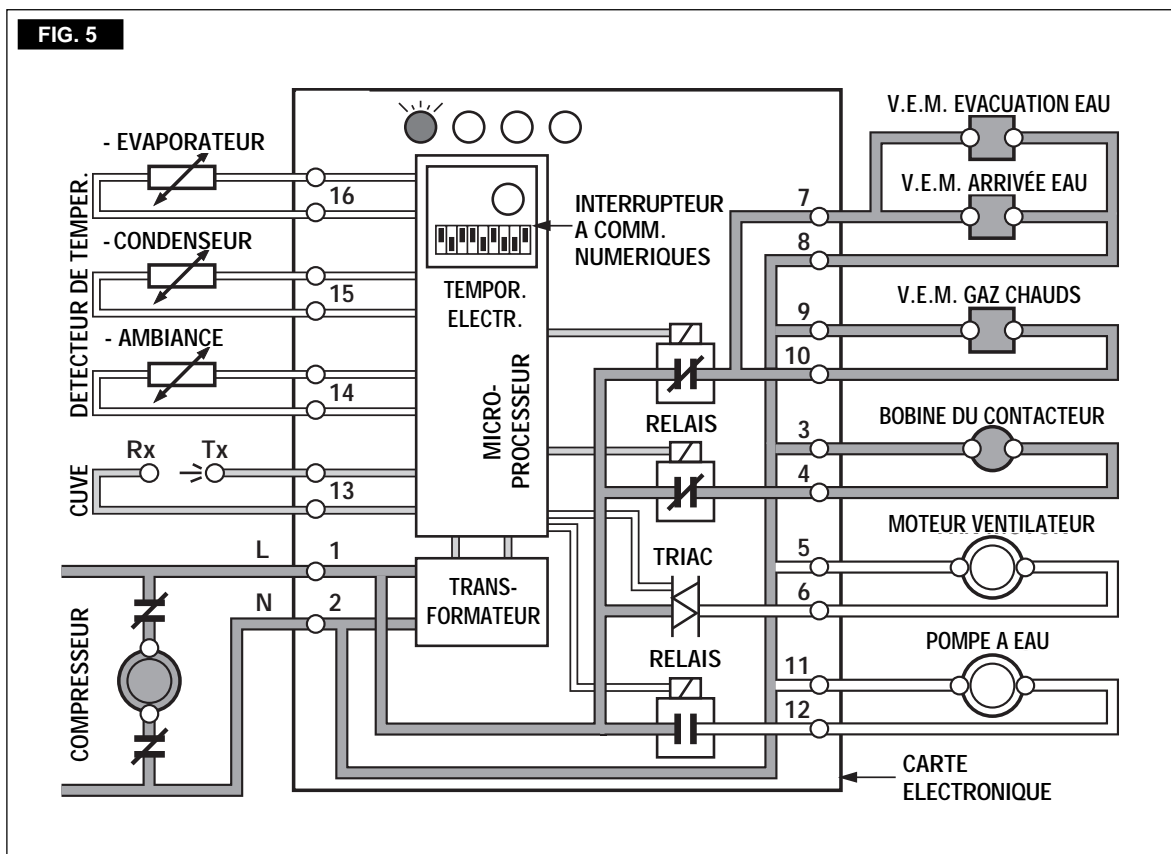 FIG. 5
- EVAPORATEUR
16
-CONDENSEUR
15
- AMBIANCE
14
DETECTEUR DE TEMPER.
Rx
Tx
13
CUVE
L
1
N
2
COMPRESSEUR
INTERRUPTEUR
A COMM.
NUMERIQUES
TEMPOR.
ELECTR.
MICRO-
PROCESSEUR
TRANS-
FORMATEUR
RELAIS
TRIAC
RELAIS
V.E.M. EVACUATION EAU
V.E.M. ARRIVÉE EAU
7
8
V.E.M. GAZ CHAUDS
9
10
BOBINE DU CONTACTEUR
3
4
MOTEUR VENTILATEUR
5
6
POMPE A EAU
11
12
CARTE
ELECTRONIQUE